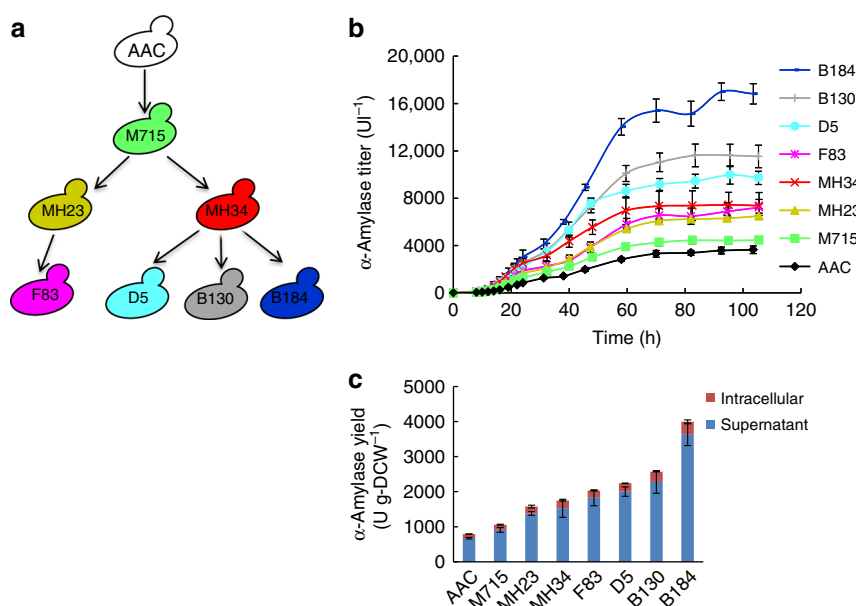 a
AAC
M715
MH23
MH34
F83
D5
B130
B184
b
α-Amylase titer (Ul⁻¹)
20,000
16,000
12,000
8000
4000
0
0
20
40
60
80
100
120
Time (h)
B184
B130
D5
F83
MH34
MH23
M715
AAC
c
α-Amylase yield
(U g-DCW⁻¹)
5000
4000
3000
2000
1000
0
Intracellular
Supernatant
AAC
M715
MH23
MH34
F83
D5
B130
B184